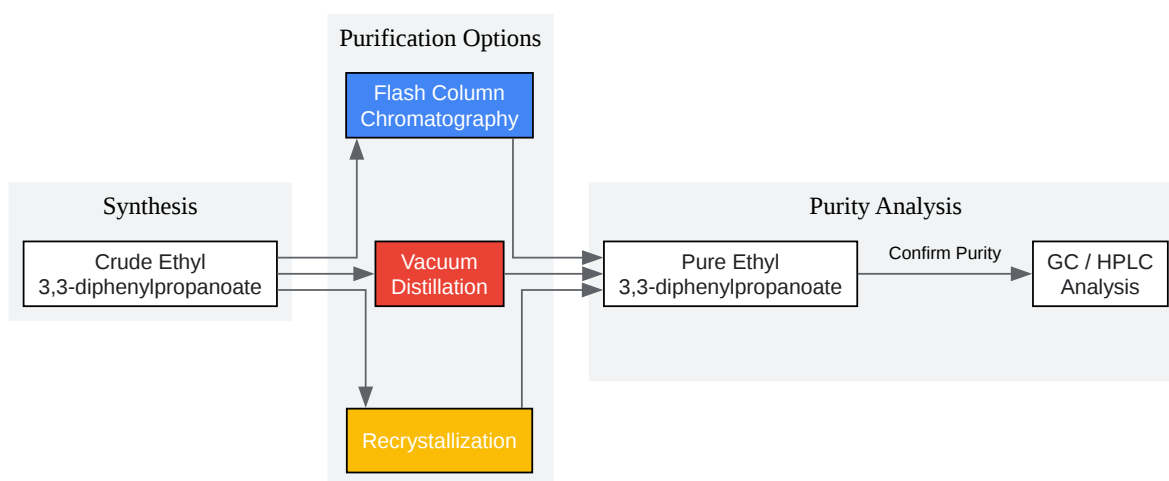 Purification Options
Flash Column
Chromatography
Synthesis
Crude Ethyl
3,3-diphenylpropanoate
Vacuum
Distillation
Recrystallization
Purity Analysis
Pure Ethyl
3,3-diphenylpropanoate
Confirm Purity
GC / HPLC
Analysis